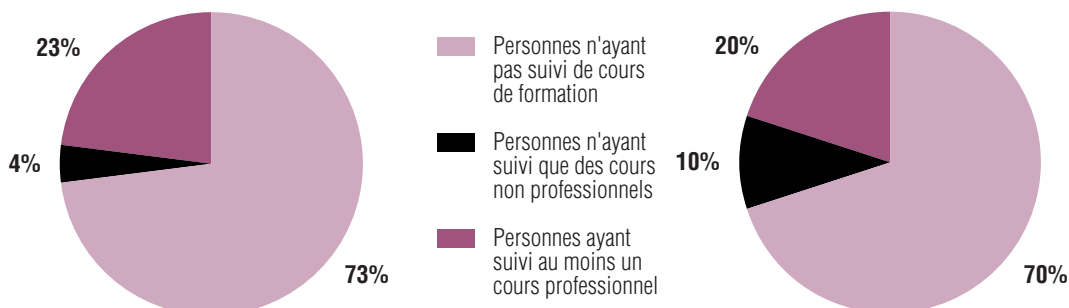 23%
4%
73%
Personnes n'ayant
pas suivi de cours
de formation
Personnes n'ayant
suivi que des cours
non professionnels
Personnes ayant
suivi au moins un
cours professionnel
20%
10%
70%